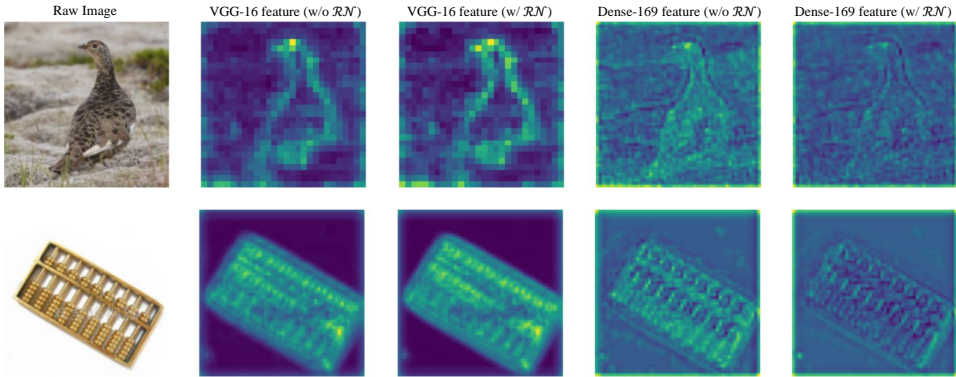 Raw Image
VGG-16 feature (w/o 𝓡𝓝)
VGG-16 feature (w/ 𝓡𝓝)
Dense-169 feature (w/o 𝓡𝓝)
Dense-169 feature (w/ 𝓡𝓝)